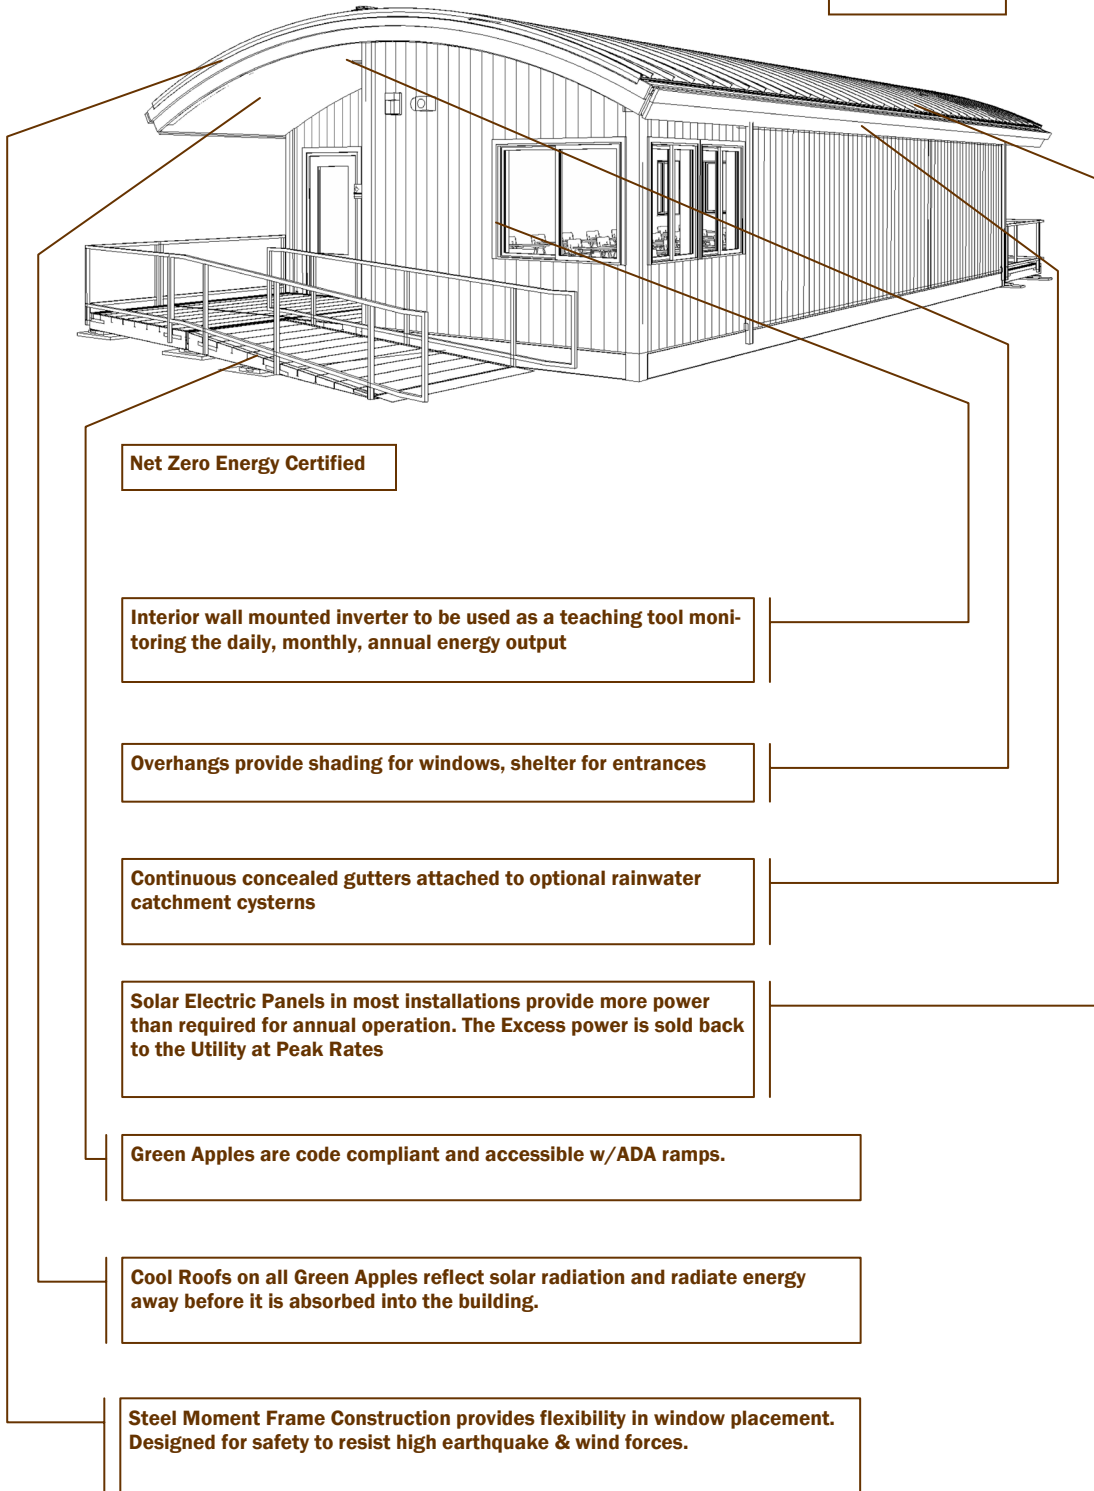 Net Zero Energy Certified
Interior wall mounted inverter to be used as a teaching tool moni-
toring the daily, monthly, annual energy output
Overhangs provide shading for windows, shelter for entrances
Continuous concealed gutters attached to optional rainwater
catchment cysterns
Solar Electric Panels in most installations provide more power
than required for annual operation. The Excess power is sold back
to the Utility at Peak Rates
Green Apples are code compliant and accessible w/ADA ramps.
Cool Roofs on all Green Apples reflect solar radiation and radiate energy
away before it is absorbed into the building.
Steel Moment Frame Construction provides flexibility in window placement.
Designed for safety to resist high earthquake & wind forces.